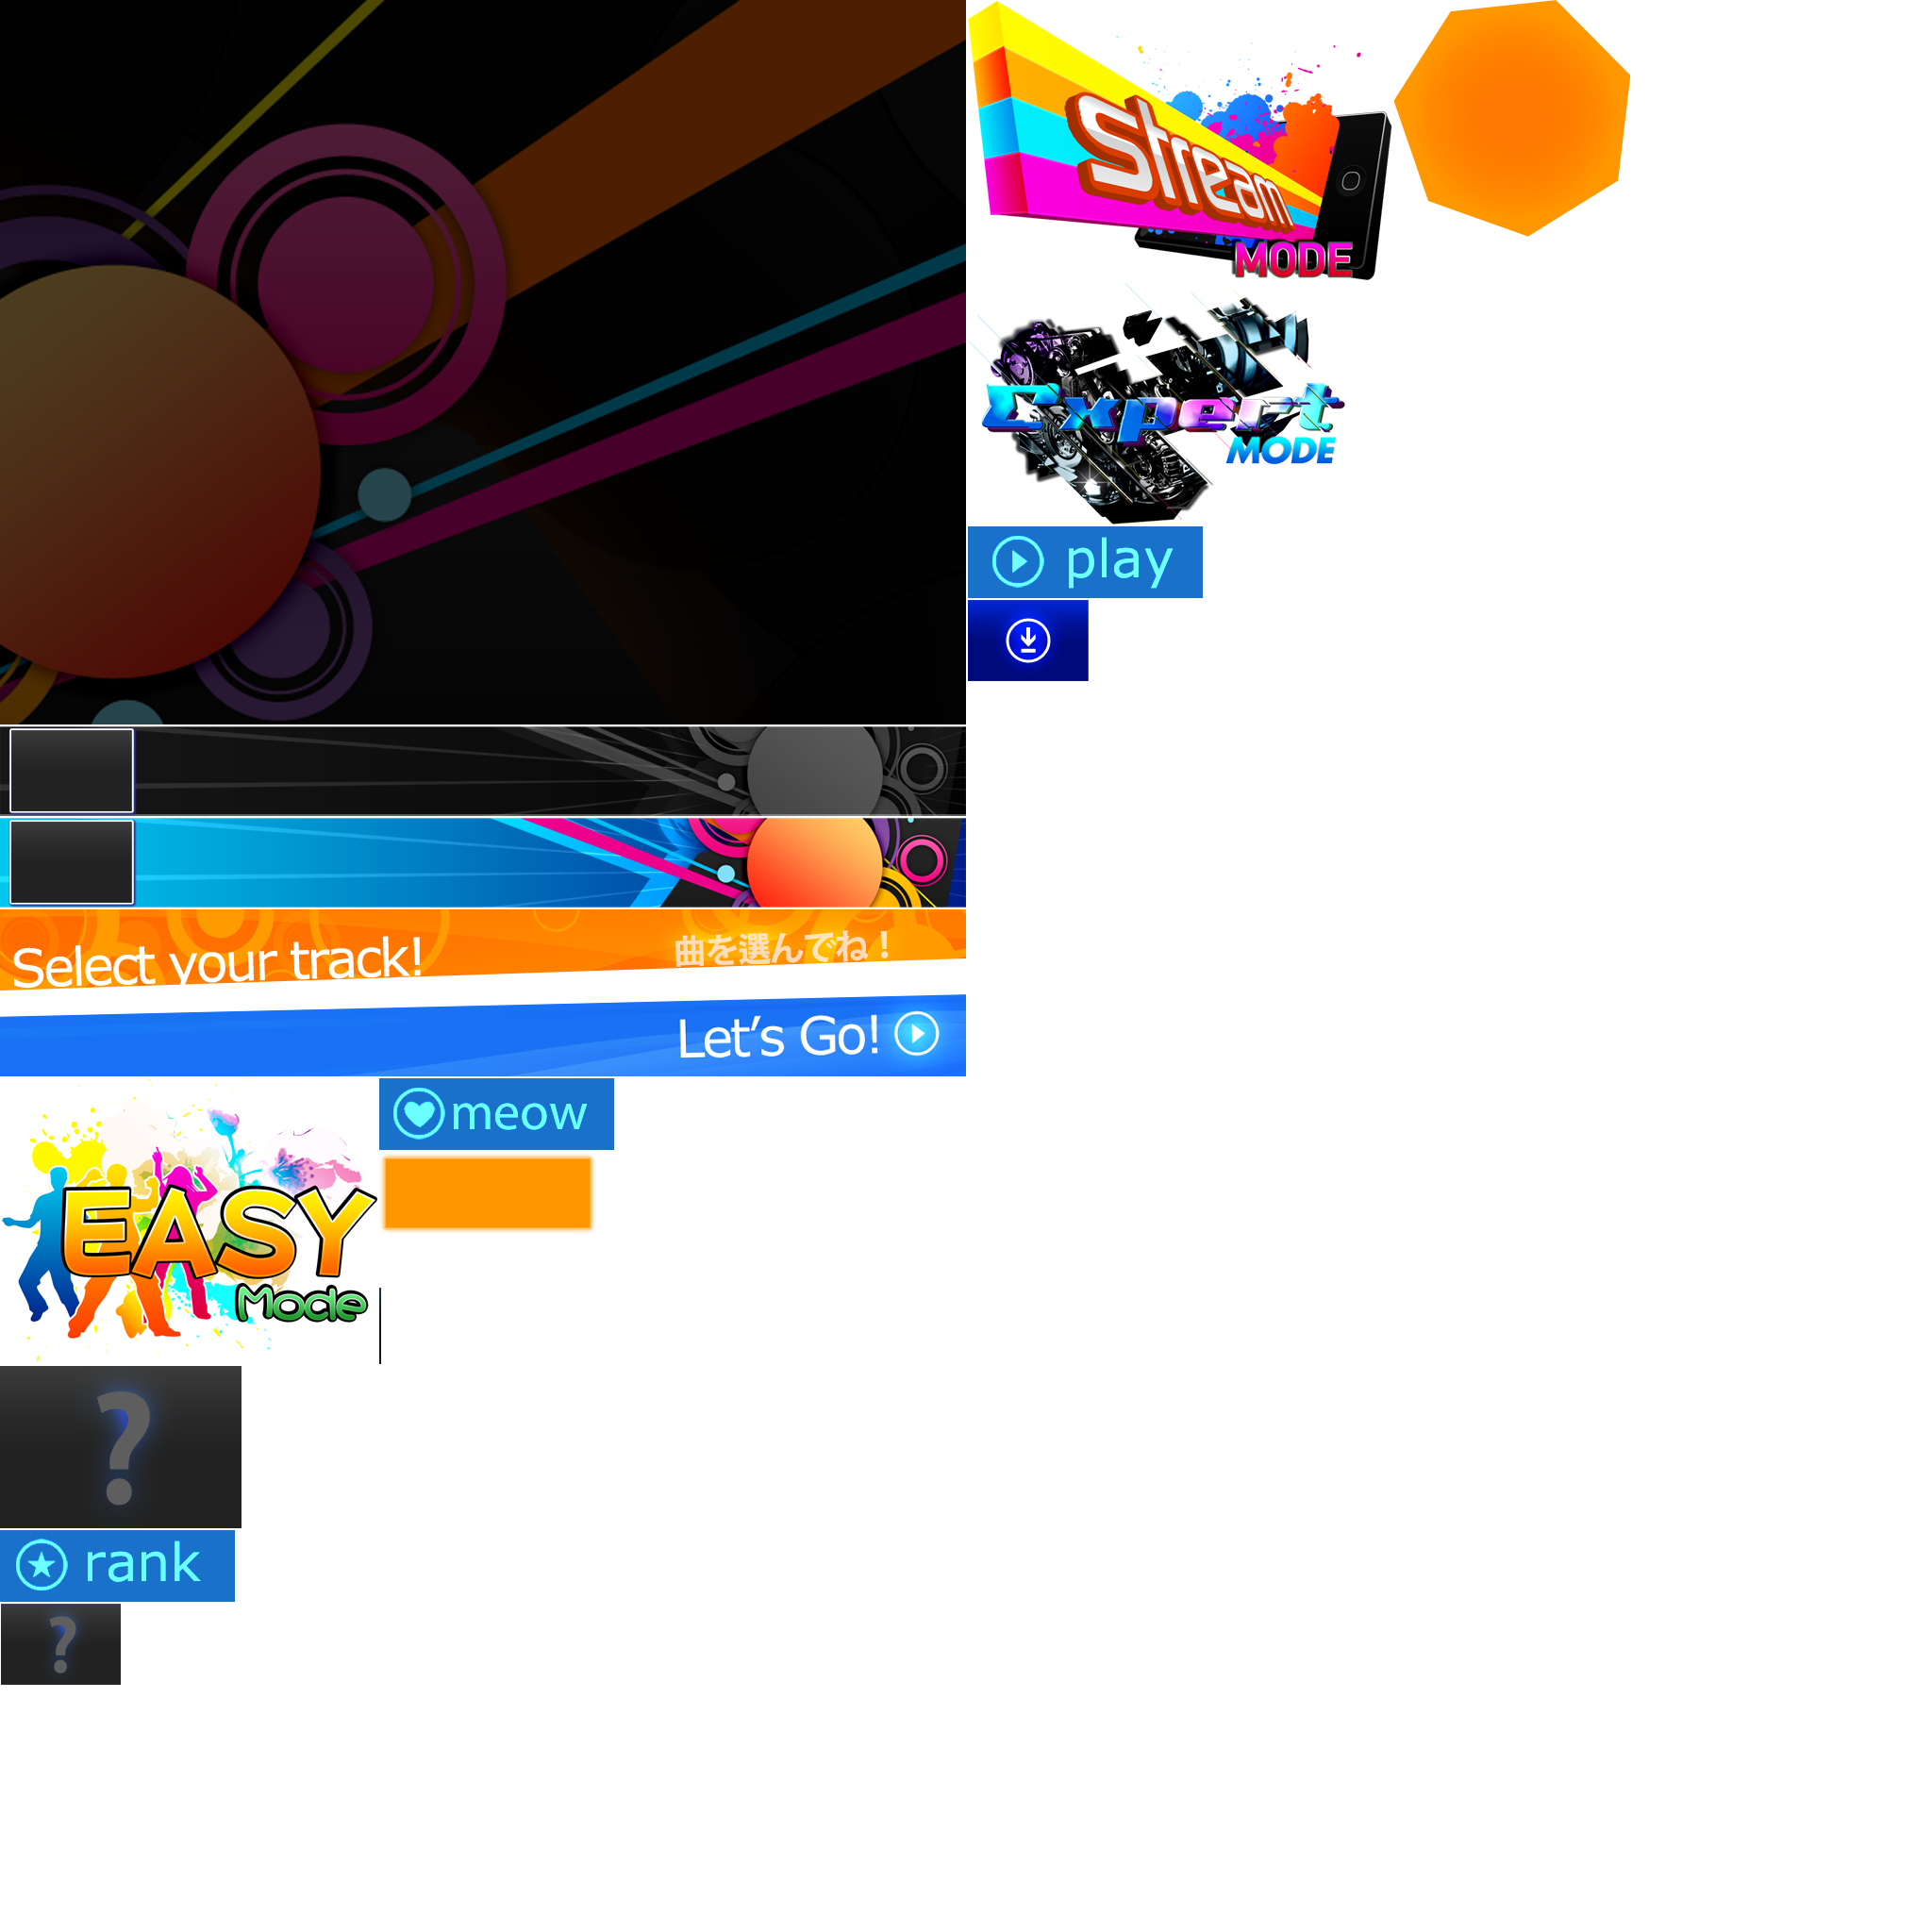 Stream
MODE
Expert
MODE
play
Select your track!
曲を選んでね！
Let's Go!
meow
EASY
Mode
?
rank
?